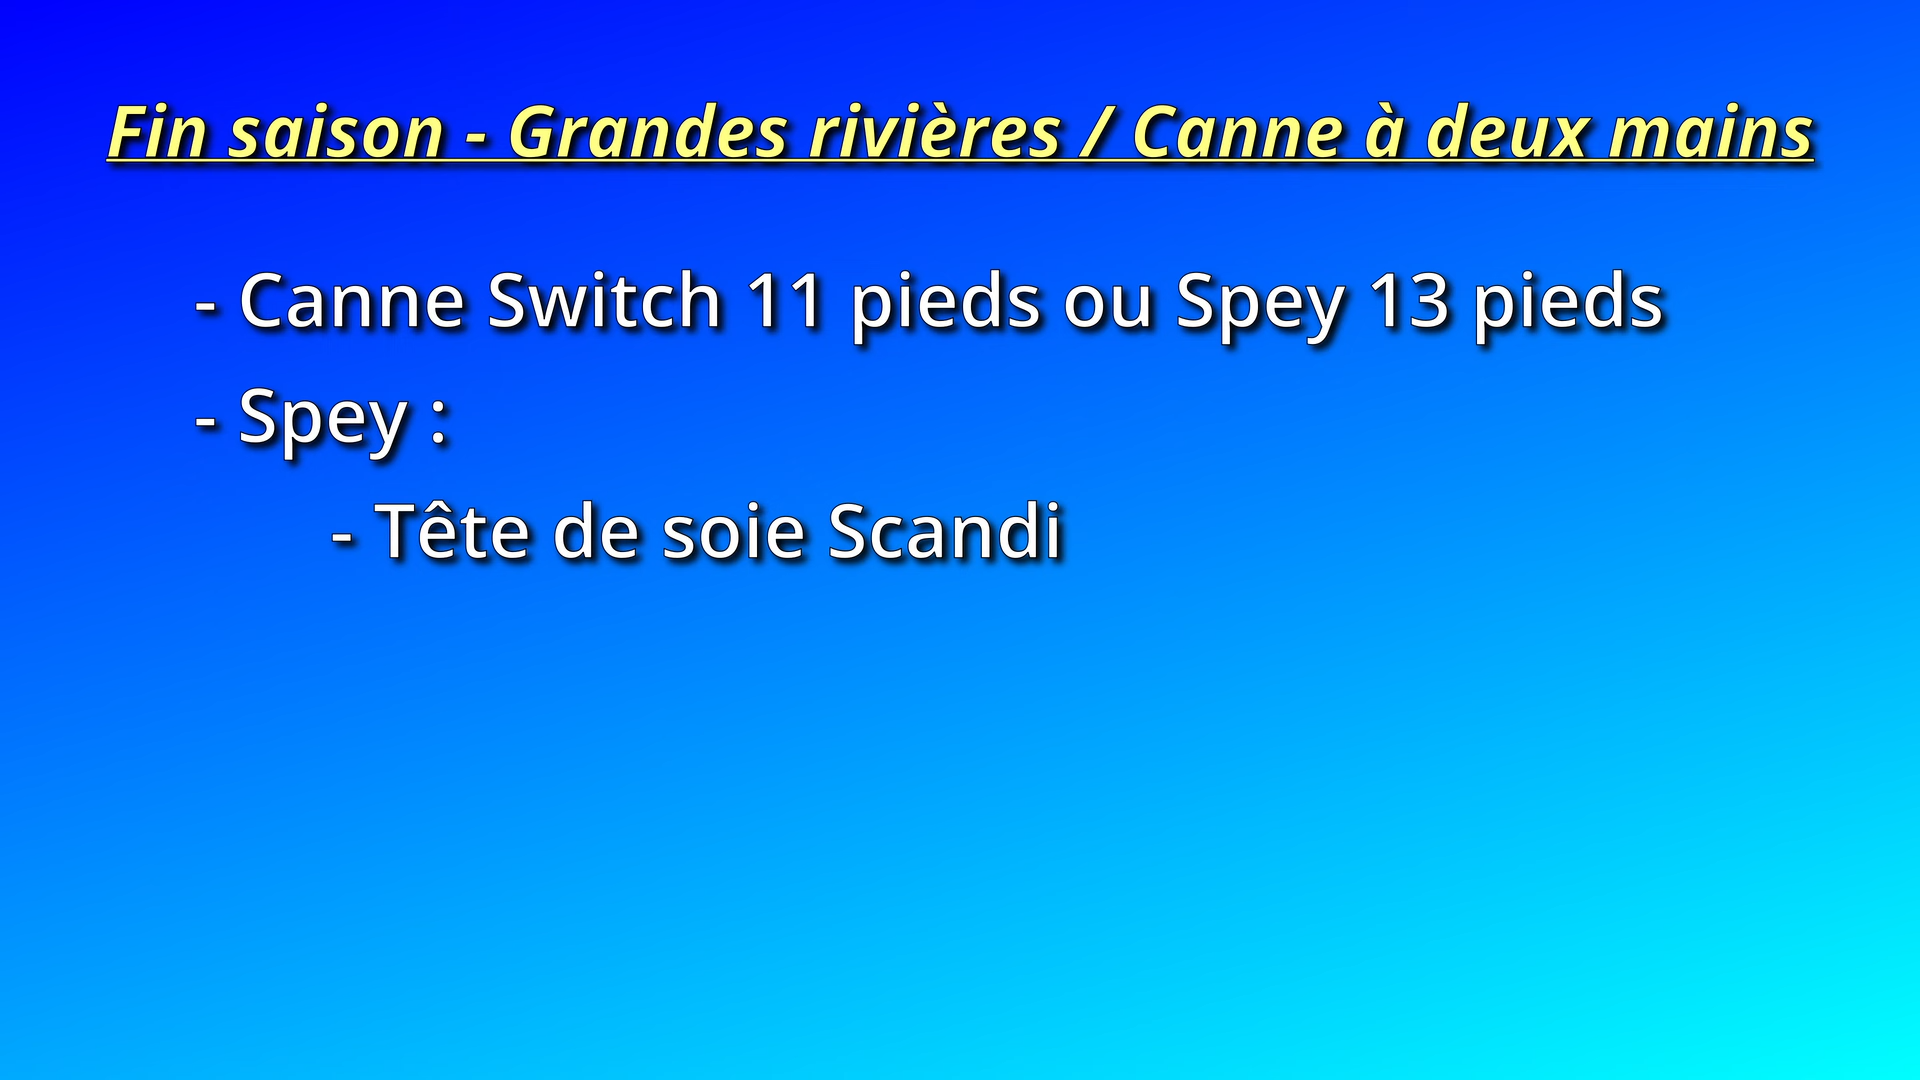 Fin saison - Grandes rivières / Canne à deux mains
- Canne Switch 11 pieds ou Spey 13 pieds
- Spey :
- Tête de soie Scandi